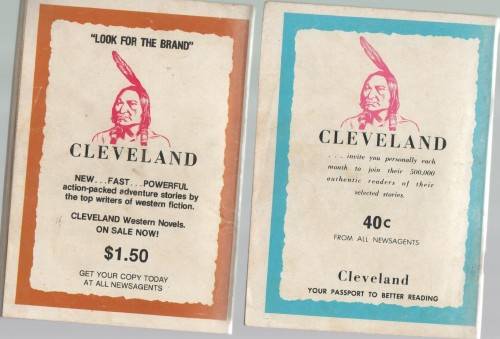 "LOOK FOR THE BRAND"
CLEVELAND
NEW...FAST...POWERFUL
action-packed adventure stories by
the top writers of western fiction.
CLEVELAND Western Novels.
ON SALE NOW!
$1.50
GET YOUR COPY TODAY
AT ALL NEWSAGENTS
CLEVELAND
. . . invite you personally each
month to join their 500,000
authentic readers of their
selected stories.
40c
FROM ALL NEWSAGENTS
Cleveland
YOUR PASSPORT TO BETTER READING